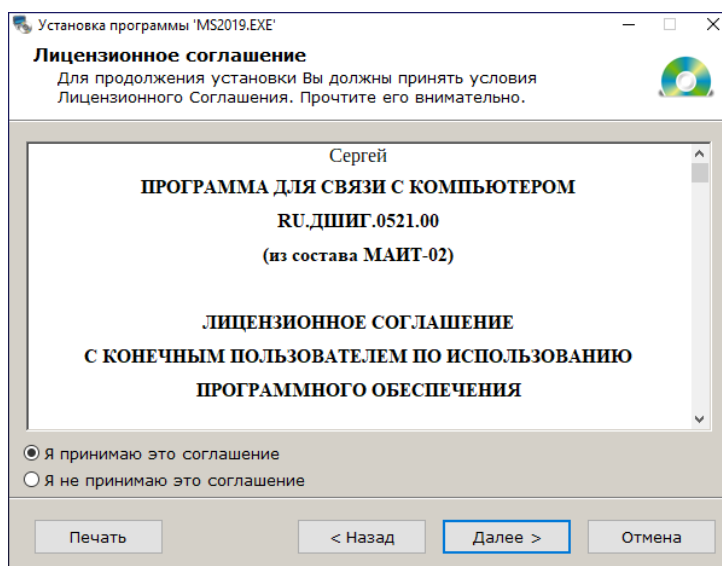 Установка программы 'MS2019.EXE'
Лицензионное соглашение
Для продолжения установки Вы должны принять условия
Лицензионного Соглашения. Прочтите его внимательно.
Сергей
ПРОГРАММА ДЛЯ СВЯЗИ С КОМПЬЮТЕРОМ
RU.ДШИГ.0521.00
(из состава МАИТ-02)
ЛИЦЕНЗИОННОЕ СОГЛАШЕНИЕ
С КОНЕЧНЫМ ПОЛЬЗОВАТЕЛЕМ ПО ИСПОЛЬЗОВАНИЮ
ПРОГРАММНОГО ОБЕСПЕЧЕНИЯ
Я принимаю это соглашение
Я не принимаю это соглашение
Печать < Назад Далее > Отмена